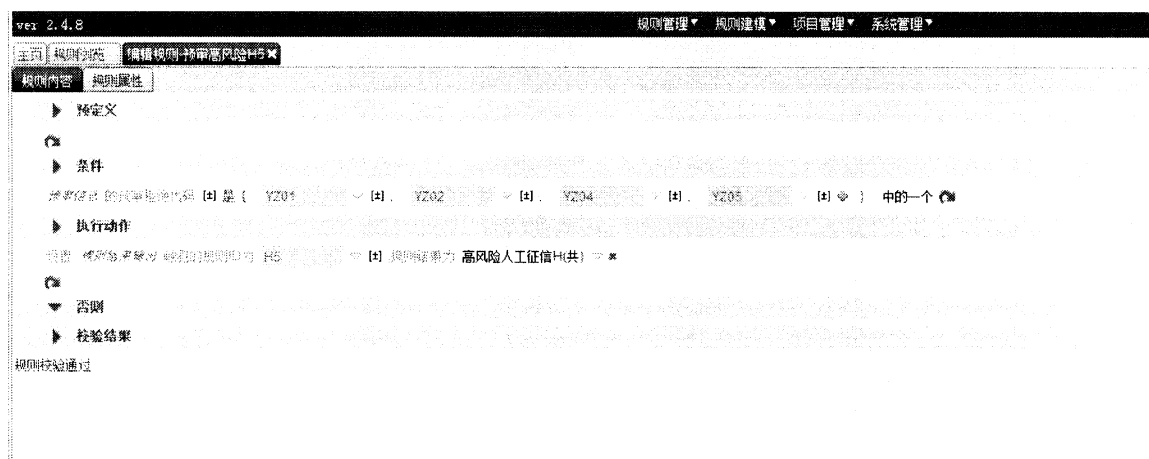 ver 2.4.8 规则管理 规则建模 项目管理 系统管理
主页 规则浏览 编辑规则-预审高风险H5
规则内容 规则属性
预定义
条件
[±] 是 { YZ01 [±], YZ02 [±], YZ04 [±], YZ05 [±] } 中的一个
执行动作
H5 [±] 规则结果为 高风险人工征信H(共)
否则
校验结果
规则校验通过